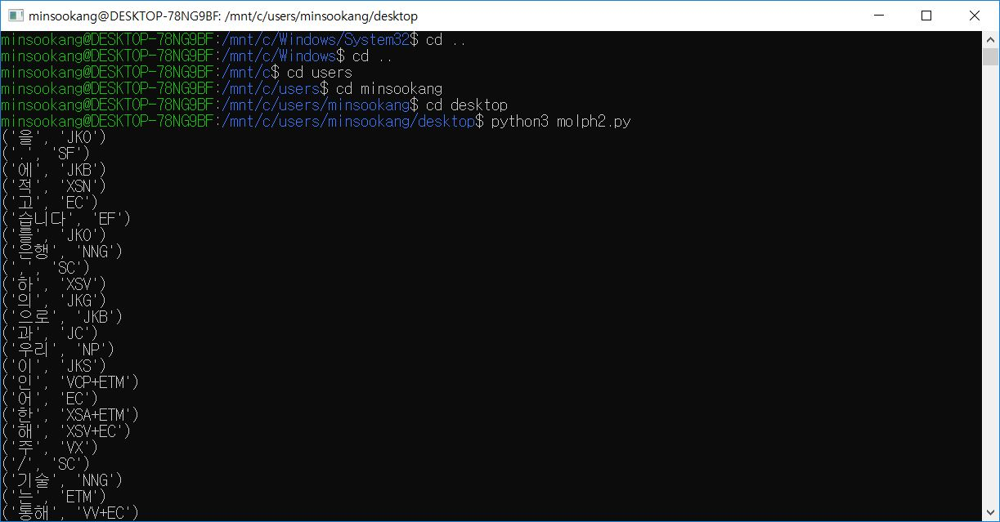 minsookang@DESKTOP-78NG9BF: /mnt/c/users/minsookang/desktop
minsookang@DESKTOP-78NG9BF:/mnt/c/Windows/System32$ cd ..
minsookang@DESKTOP-78NG9BF:/mnt/c/Windows$ cd ..
minsookang@DESKTOP-78NG9BF:/mnt/c$ cd users
minsookang@DESKTOP-78NG9BF:/mnt/c/users$ cd minsookang
minsookang@DESKTOP-78NG9BF:/mnt/c/users/minsookang$ cd desktop
minsookang@DESKTOP-78NG9BF:/mnt/c/users/minsookang/desktop$ python3 molph2.py
('을', 'JKO')
('.', 'SF')
('에', 'JKB')
('적', 'XSN')
('고', 'EC')
('습니다', 'EF')
('를', 'JKO')
('은행', 'NNG')
(',', 'SC')
('하', 'XSV')
('의', 'JKG')
('으로', 'JKB')
('과', 'JC')
('우리', 'NP')
('이', 'JKS')
('인', 'VCP+ETM')
('어', 'EC')
('한', 'XSA+ETM')
('해', 'XSV+EC')
('주', 'VX')
('/', 'SC')
('기술', 'NNG')
('는', 'ETM')
('통해', 'VV+EC')